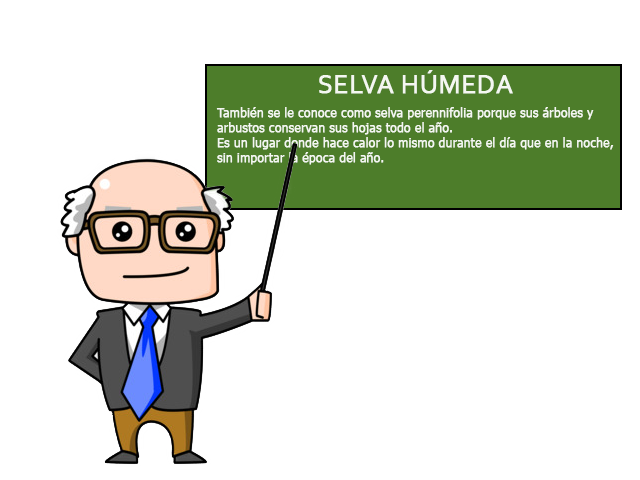 SELVA HÚMEDA
También se le conoce como selva perennifolia porque sus árboles y
arbustos conservan sus hojas todo el año.
Es un lugar donde hace calor lo mismo durante el día que en la noche,
sin importar la época del año.